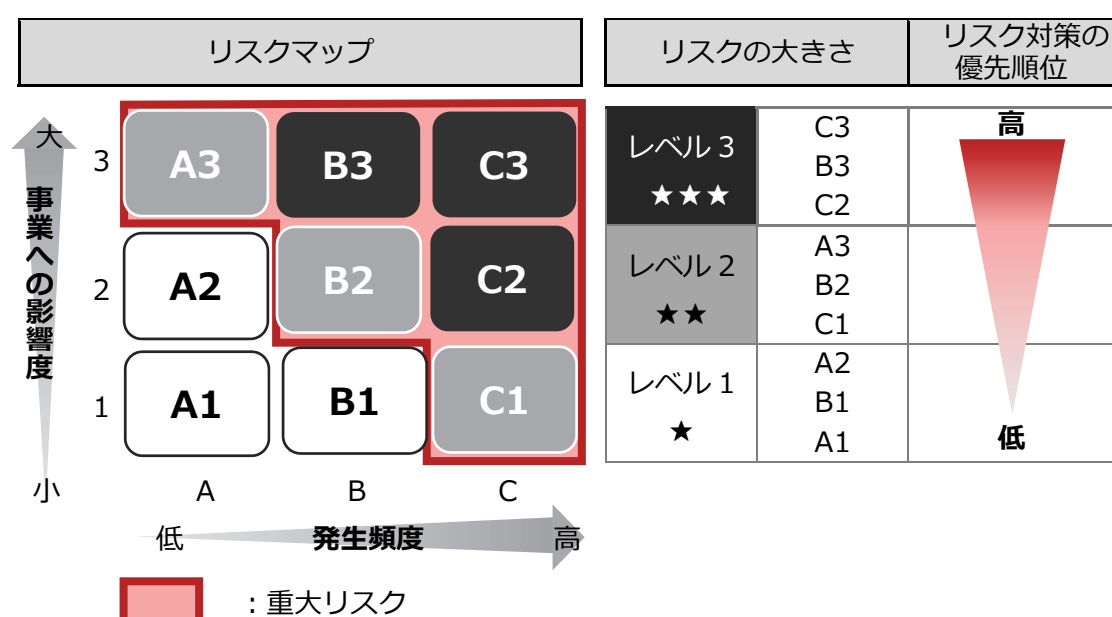 リスクマップ
リスクの大きさ
リスク対策の
優先順位
大
事業への影響度
小
3
A3
B3
C3
2
A2
B2
C2
1
A1
B1
C1
A
B
C
低
発生頻度
高
：重大リスク
レベル 3
★★★
C3
B3
C2
レベル 2
★★
A3
B2
C1
レベル 1
★
A2
B1
A1
高
低